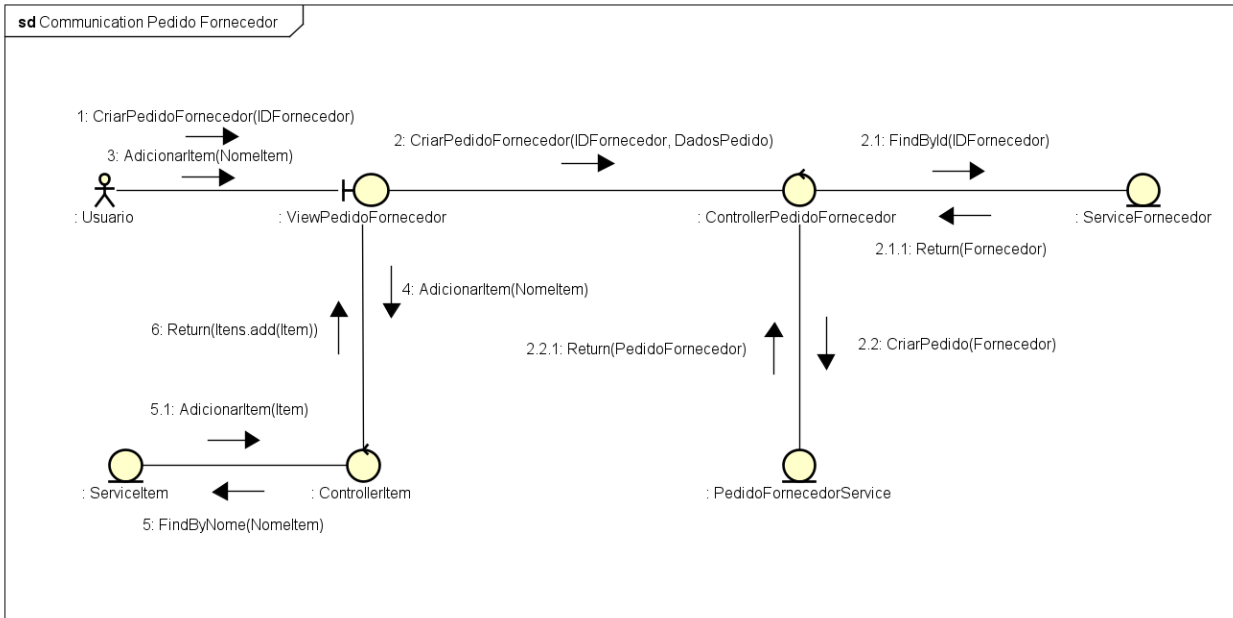 sd Communication Pedido Fornecedor
1: CriarPedidoFornecedor(IDFornecedor)
3: AdicionarItem(NomeItem)
2: CriarPedidoFornecedor(IDFornecedor, DadosPedido)
2.1: FindById(IDFornecedor)
: Usuario
: ViewPedidoFornecedor
: ControllerPedidoFornecedor
: ServiceFornecedor
2.1.1: Return(Fornecedor)
4: AdicionarItem(NomeItem)
6: Return(Itens.add(Item))
2.2.1: Return(PedidoFornecedor)
2.2: CriarPedido(Fornecedor)
5.1: AdicionarItem(Item)
: ServiceItem
: ControllerItem
: PedidoFornecedorService
5: FindByNome(NomeItem)